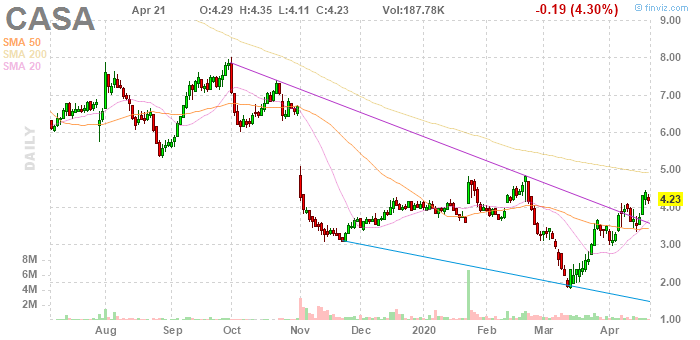 © finviz.com
CASA Apr 21 O:4.29 H:4.35 L:4.11 C:4.23 Vol:187.78K -0.19 (4.30%)
SMA 50
SMA 200
SMA 20
DAILY
9.00
8.00
7.00
6.00
5.00
4.23
4.00
3.00
2.00
1.00
8M
6M
4M
2M
Aug Sep Oct Nov Dec 2020 Feb Mar Apr